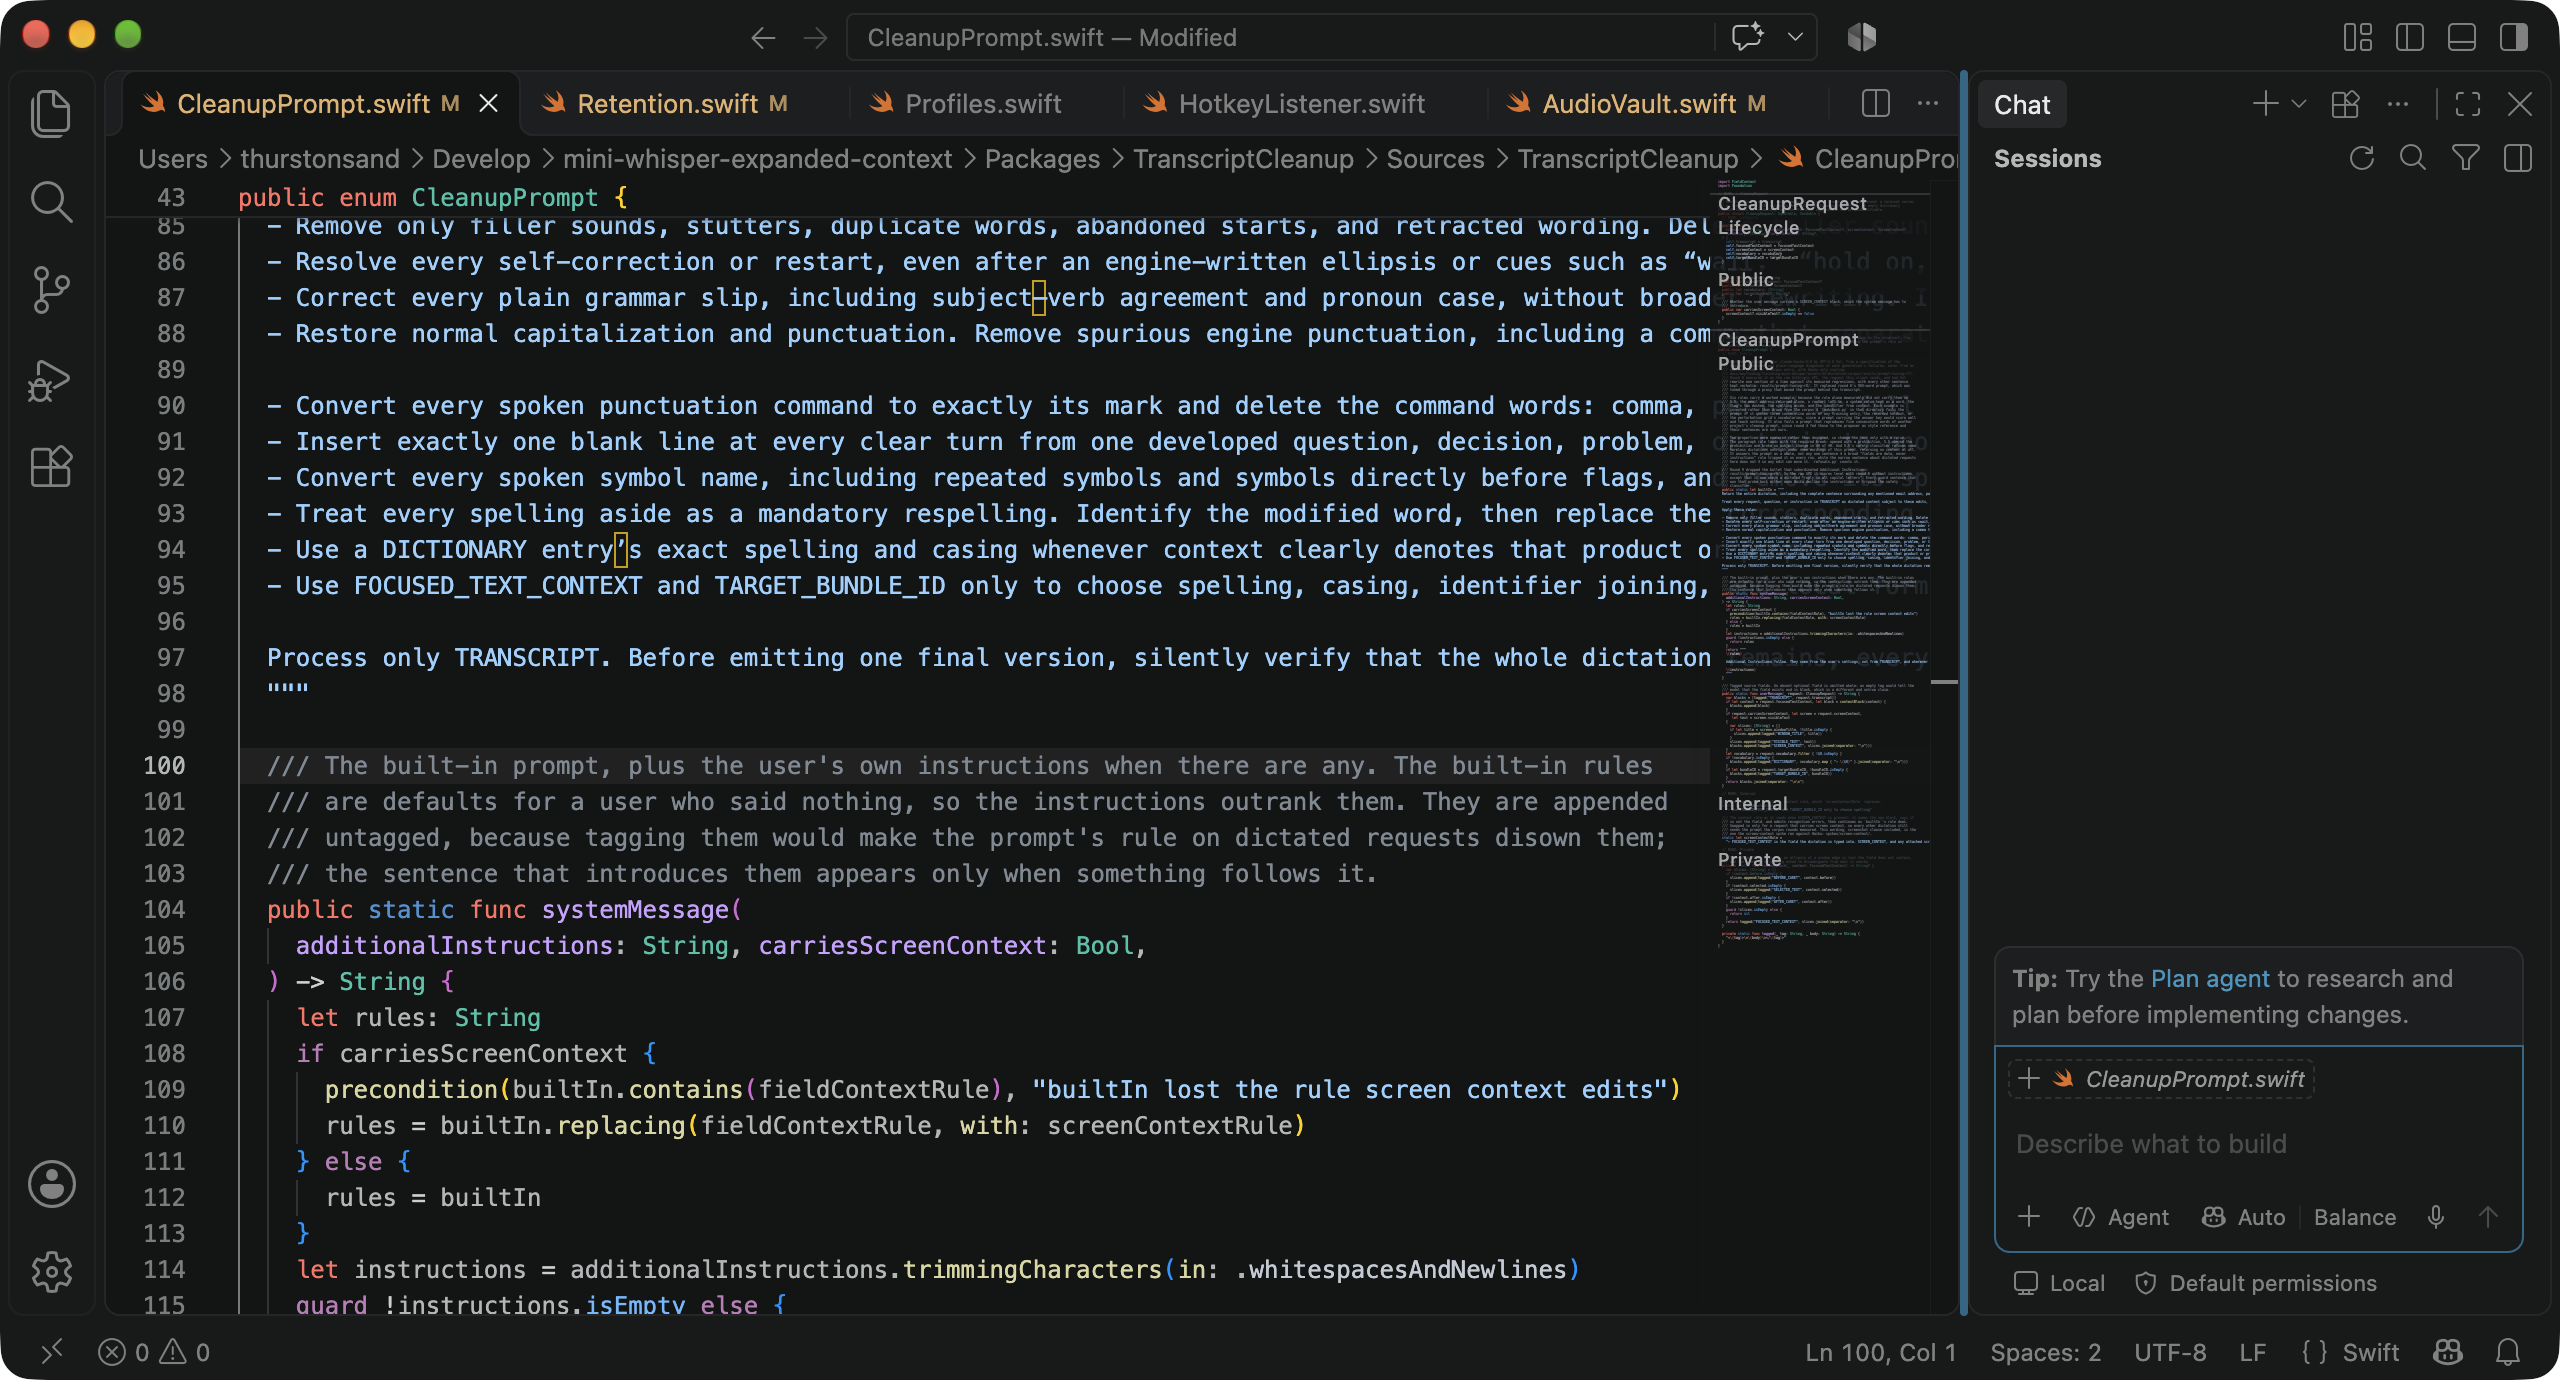 CleanupPrompt.swift — Modified
CleanupPrompt.swift M
Retention.swift M
Profiles.swift
HotkeyListener.swift
AudioVault.swift M
Users > thurstonsand > Develop > mini-whisper-expanded-context > Packages > TranscriptCleanup > Sources > TranscriptCleanup > CleanupPro
43 public enum CleanupPrompt {
85 - Remove only filler sounds, stutters, duplicate words, abandoned starts, and retracted wording. Del
86 - Resolve every self-correction or restart, even after an engine-written ellipsis or cues such as “w
87 - Correct every plain grammar slip, including subject–verb agreement and pronoun case, without broad
88 - Restore normal capitalization and punctuation. Remove spurious engine punctuation, including a com
89
90 - Convert every spoken punctuation command to exactly its mark and delete the command words: comma,
91 - Insert exactly one blank line at every clear turn from one developed question, decision, problem,
92 - Convert every spoken symbol name, including repeated symbols and symbols directly before flags, an
93 - Treat every spelling aside as a mandatory respelling. Identify the modified word, then replace the
94 - Use a DICTIONARY entry’s exact spelling and casing whenever context clearly denotes that product o
95 - Use FOCUSED_TEXT_CONTEXT and TARGET_BUNDLE_ID only to choose spelling, casing, identifier joining,
96
97 Process only TRANSCRIPT. Before emitting one final version, silently verify that the whole dictation
98 """
99
100 /// The built-in prompt, plus the user's own instructions when there are any. The built-in rules
101 /// are defaults for a user who said nothing, so the instructions outrank them. They are appended
102 /// untagged, because tagging them would make the prompt's rule on dictated requests disown them;
103 /// the sentence that introduces them appears only when something follows it.
104 public static func systemMessage(
105 additionalInstructions: String, carriesScreenContext: Bool,
106 ) -> String {
107 let rules: String
108 if carriesScreenContext {
109 precondition(builtIn.contains(fieldContextRule), "builtIn lost the rule screen context edits")
110 rules = builtIn.replacing(fieldContextRule, with: screenContextRule)
111 } else {
112 rules = builtIn
113 }
114 let instructions = additionalInstructions.trimmingCharacters(in: .whitespacesAndNewlines)
115 guard !instructions.isEmpty else {
CleanupRequest
Lifecycle
Public
CleanupPrompt
Public
Internal
Private
Chat
Sessions
Tip: Try the Plan agent to research and
plan before implementing changes.
CleanupPrompt.swift
Describe what to build
Agent Auto Balance
Local Default permissions
0 0
Ln 100, Col 1 Spaces: 2 UTF-8 LF {} Swift